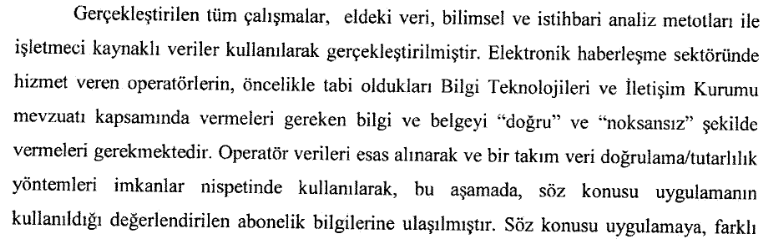 Gerçekleştirilen tüm çalışmalar, eldeki veri, bilimsel ve istihbari analiz metotları ile
işletmeci kaynaklı veriler kullanılarak gerçekleştirilmiştir. Elektronik haberleşme sektöründe
hizmet veren operatörlerin, öncelikle tabi oldukları Bilgi Teknolojileri ve İletişim Kurumu
mevzuatı kapsamında vermeleri gereken bilgi ve belgeyi “doğru” ve “noksansız” şekilde
vermeleri gerekmektedir. Operatör verileri esas alınarak ve bir takım veri doğrulama/tutarlılık
yöntemleri imkanlar nispetinde kullanılarak, bu aşamada, söz konusu uygulamanın
kullanıldığı değerlendirilen abonelik bilgilerine ulaşılmıştır. Söz konusu uygulamaya, farklı